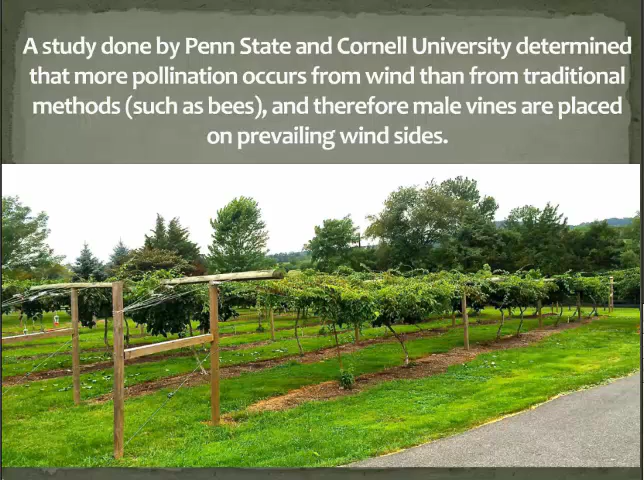 A study done by Penn State and Cornell University determined
that more pollination occurs from wind than from traditional
methods (such as bees), and therefore male vines are placed
on prevailing wind sides.